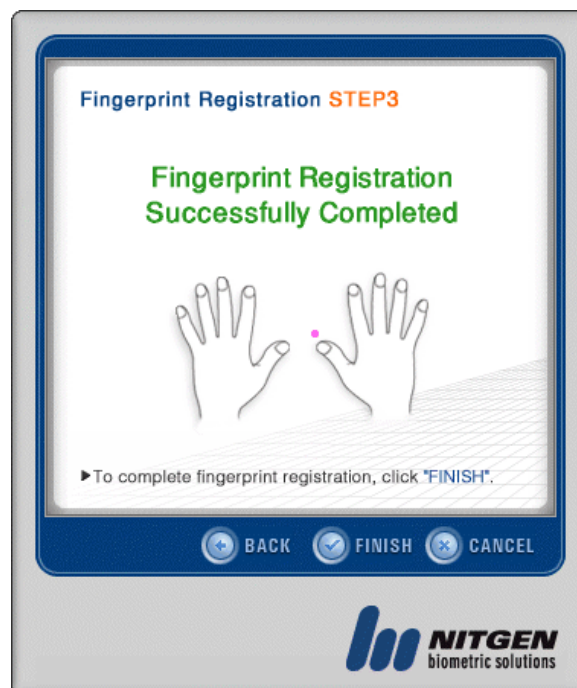 Fingerprint Registration STEP3
Fingerprint Registration
Successfully Completed
▶To complete fingerprint registration, click "FINISH".
BACK FINISH CANCEL
NITGEN
biometric solutions